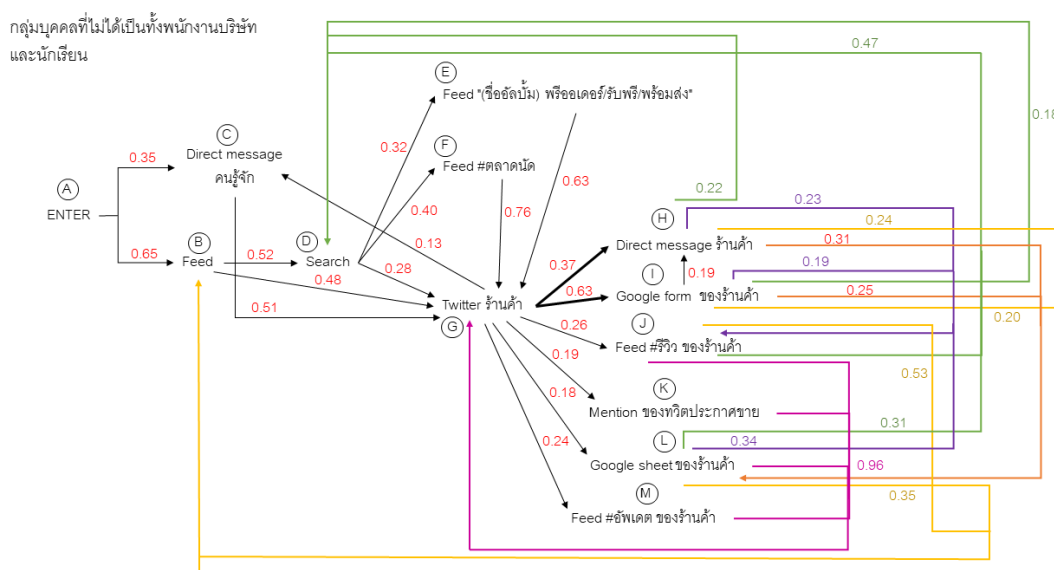 กลุ่มบุคคลที่ไม่ได้เป็นทั้งพนักงานบริษัท
และนักเรียน
0.47
E
Feed "(ชื่ออัลบั้ม) พรีออเดอร์/รับพรี/พร้อมส่ง"
0.18
C
Direct message
คนรู้จัก
0.32
F
Feed #ตลาดนัด
0.35
0.63
A
ENTER
0.40
0.76
0.22
0.23
H
0.24
B
D
0.13
Direct message ร้านค้า
0.31
0.65
Feed
0.52
Search
0.28
0.37
0.19
I
0.19
0.48
0.63
Google form ของร้านค้า
0.25
0.51
Twitter ร้านค้า
G
0.26
J
0.20
Feed #รีวิว ของร้านค้า
0.19
0.53
K
0.18
Mention ของทวิตประกาศขาย
0.31
L
0.24
0.34
Google sheet ของร้านค้า
0.96
M
0.35
Feed #อัพเดต ของร้านค้า